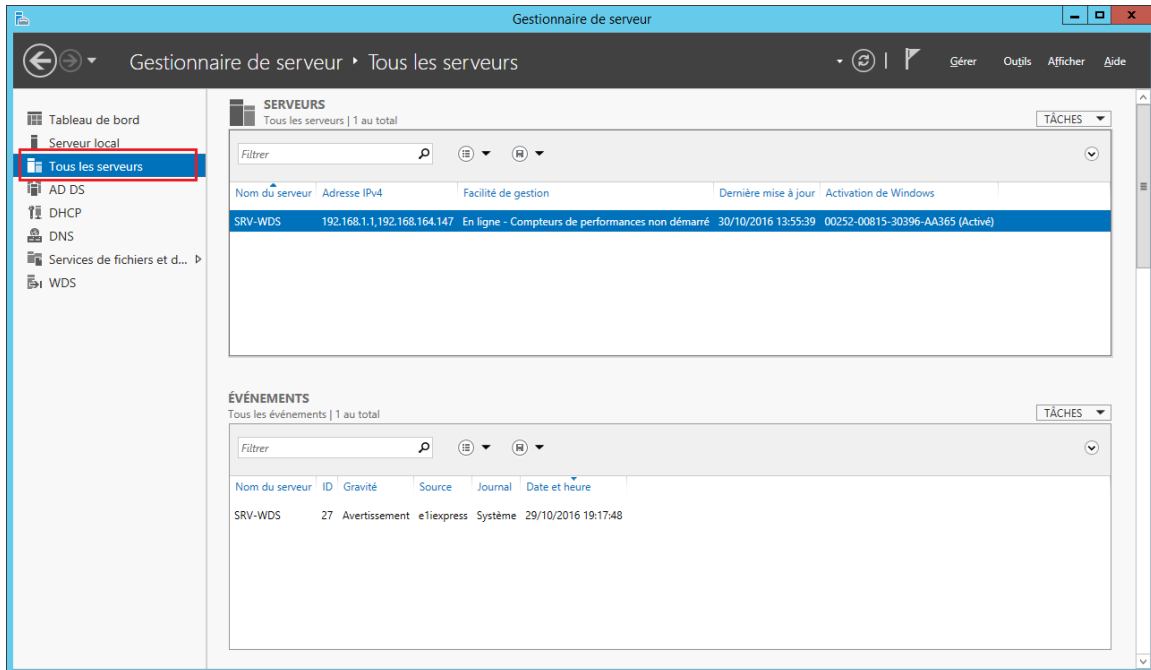 Gestionnaire de serveur
Gestionnaire de serveur ‣ Tous les serveurs
Gérer Outils Afficher Aide
Tableau de bord
Serveur local
Tous les serveurs
AD DS
DHCP
DNS
Services de fichiers et d...
WDS
SERVEURS
Tous les serveurs | 1 au total
TÂCHES
Filtrer
Nom du serveur Adresse IPv4 Facilité de gestion Dernière mise à jour Activation de Windows
SRV-WDS 192.168.1.1,192.168.164.147 En ligne - Compteurs de performances non démarré 30/10/2016 13:55:39 00252-00815-30396-AA365 (Activé)
ÉVÉNEMENTS
Tous les événements | 1 au total
TÂCHES
Filtrer
Nom du serveur ID Gravité Source Journal Date et heure
SRV-WDS 27 Avertissement e1iexpress Système 29/10/2016 19:17:48